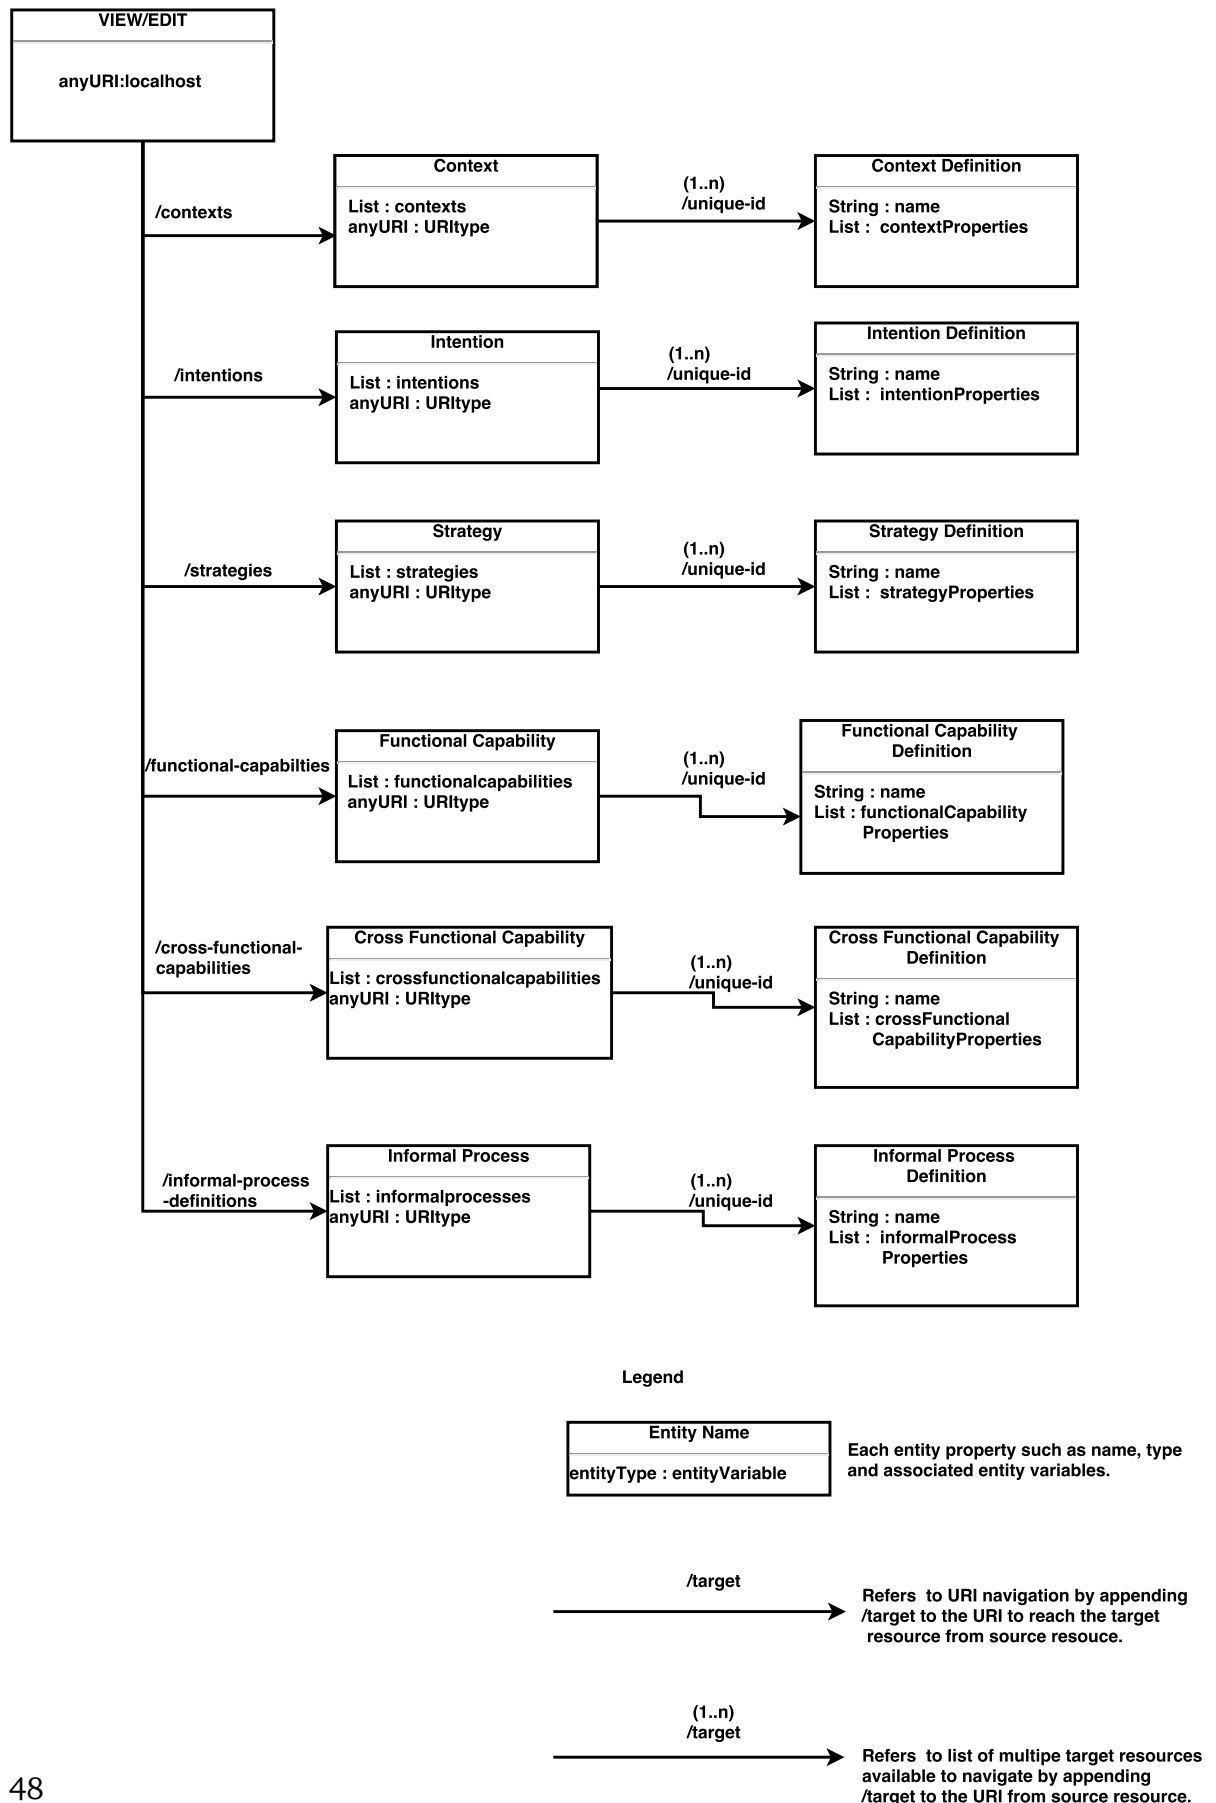 VIEW/EDIT
anyURI:localhost
/contexts
Context
List : contexts
anyURI : URItype
(1..n)
/unique-id
Context Definition
String : name
List :  contextProperties
/intentions
Intention
List : intentions
anyURI : URItype
(1..n)
/unique-id
Intention Definition
String : name
List :  intentionProperties
/strategies
Strategy
List : strategies
anyURI : URItype
(1..n)
/unique-id
Strategy Definition
String : name
List :  strategyProperties
/functional-capabilties
Functional Capability
List : functionalcapabilities
anyURI : URItype
(1..n)
/unique-id
Functional Capability
Definition
String : name
List : functionalCapability
Properties
/cross-functional-
capabilities
Cross Functional Capability
List : crossfunctionalcapabilities
anyURI : URItype
(1..n)
/unique-id
Cross Functional Capability
Definition
String : name
List : crossFunctional
CapabilityProperties
/informal-process
-definitions
Informal Process
List : informalprocesses
anyURI : URItype
(1..n)
/unique-id
Informal Process
Definition
String : name
List :  informalProcess
Properties
Legend
Entity Name
entityType : entityVariable
Each entity property such as name, type
and associated entity variables.
/target
Refers  to URI navigation by appending
/target to the URI to reach the target
resource from source resouce.
(1..n)
/target
Refers  to list of multipe target resources
available to navigate by appending
/target to the URI from source resource.
48